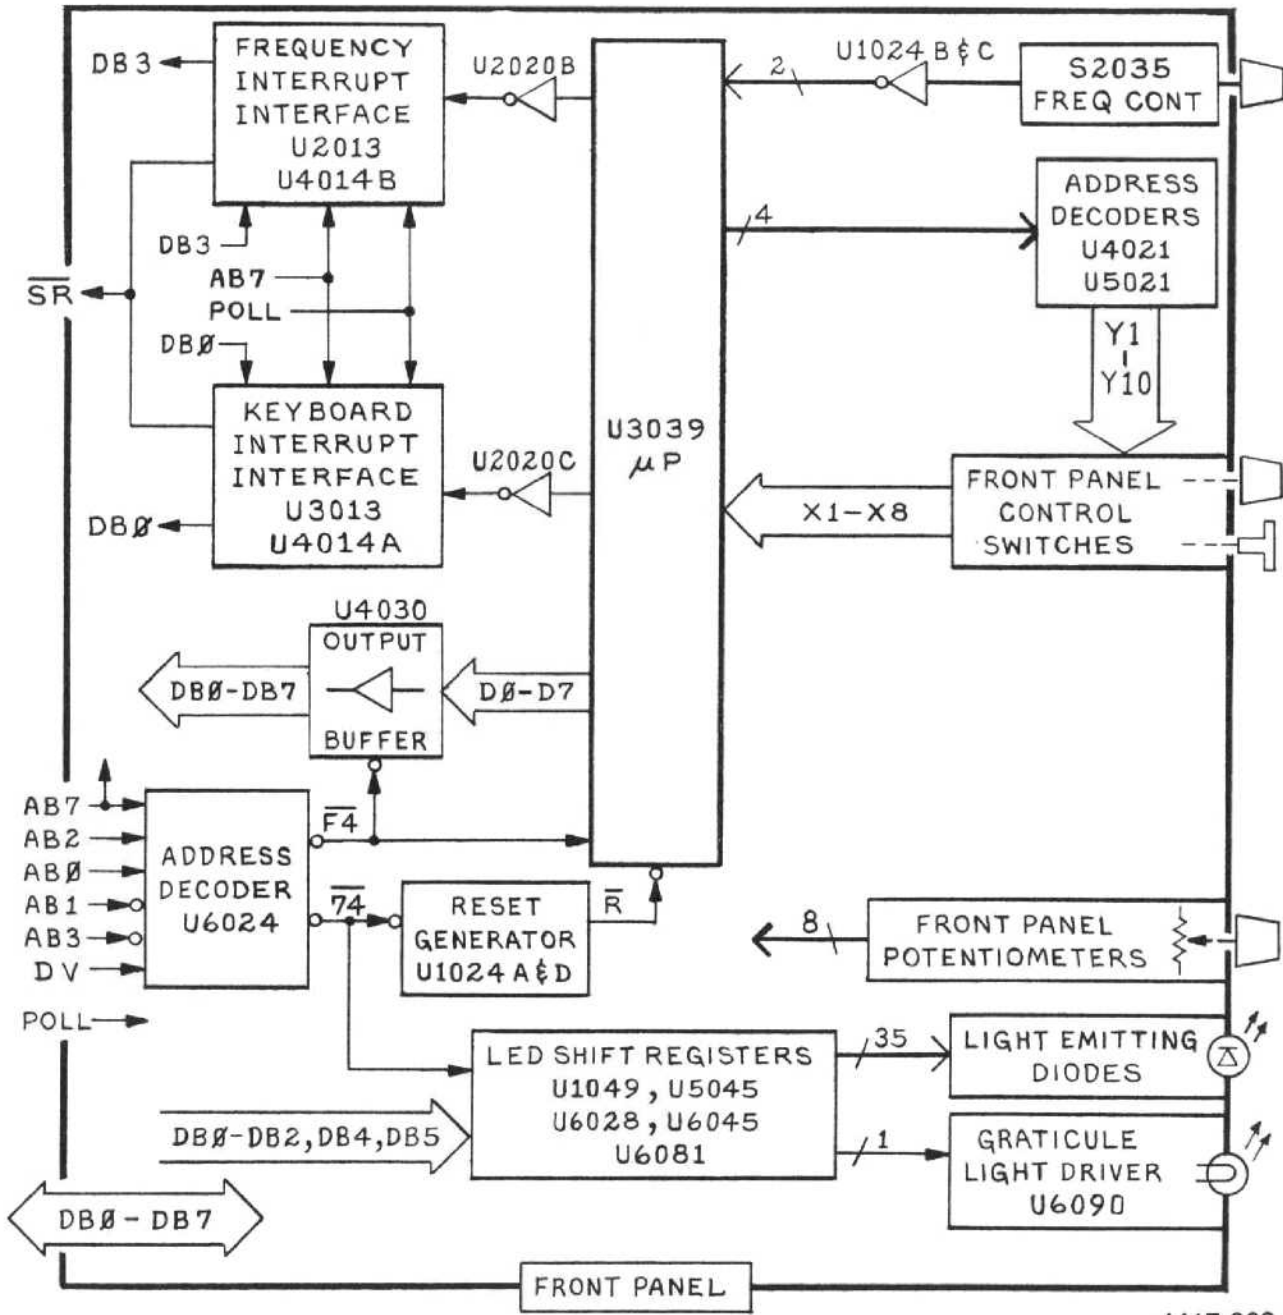 FREQUENCY
INTERRUPT
INTERFACE
U2013
U4014B
DB3
U2020B
2
U1024 B & C
S2035
FREQ CONT
4
ADDRESS
DECODERS
U4021
U5021
DB3
AB7
POLL
DBØ
SR
Y1
Y10
KEYBOARD
INTERRUPT
INTERFACE
U3013
U4014A
DBØ
U2020C
U3039
µP
X1-X8
FRONT PANEL
CONTROL
SWITCHES
U4030
OUTPUT
BUFFER
DBØ-DB7
DØ-D7
AB7
AB2
ABØ
AB1
AB3
DV
POLL
ADDRESS
DECODER
U6024
F4
74
RESET
GENERATOR
U1024 A & D
R
8
FRONT PANEL
POTENTIOMETERS
LED SHIFT REGISTERS
U1049, U5045
U6028, U6045
U6081
35
LIGHT EMITTING
DIODES
DBØ-DB2, DB4, DB5
1
GRATICULE
LIGHT DRIVER
U6090
DBØ - DB7
FRONT PANEL